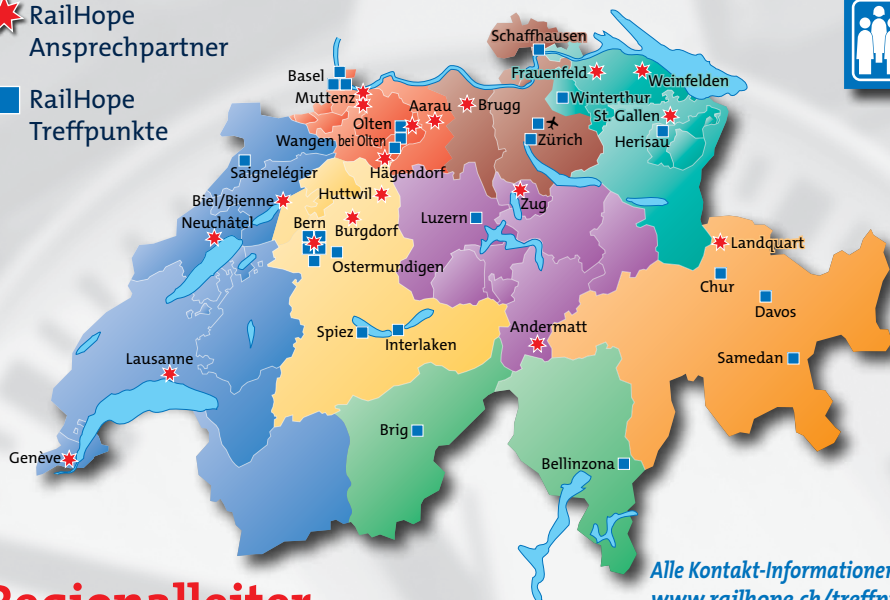 RailHope
Ansprechpartner
RailHope
Treffpunkte
Schaffhausen
Basel
Frauenfeld
Weinfelden
Muttenz
Aarau
Brugg
Winterthur
Olten
St. Gallen
Wangen bei Olten
Zürich
Herisau
Saignelégier
Hägendorf
Huttwil
Biel/Bienne
Zug
Neuchâtel
Bern
Burgdorf
Luzern
Landquart
Ostermundigen
Chur
Davos
Andermatt
Spiez
Interlaken
Lausanne
Samedan
Brig
Genève
Bellinzona
Alle Kontakt-Informationen
Regionalleiter